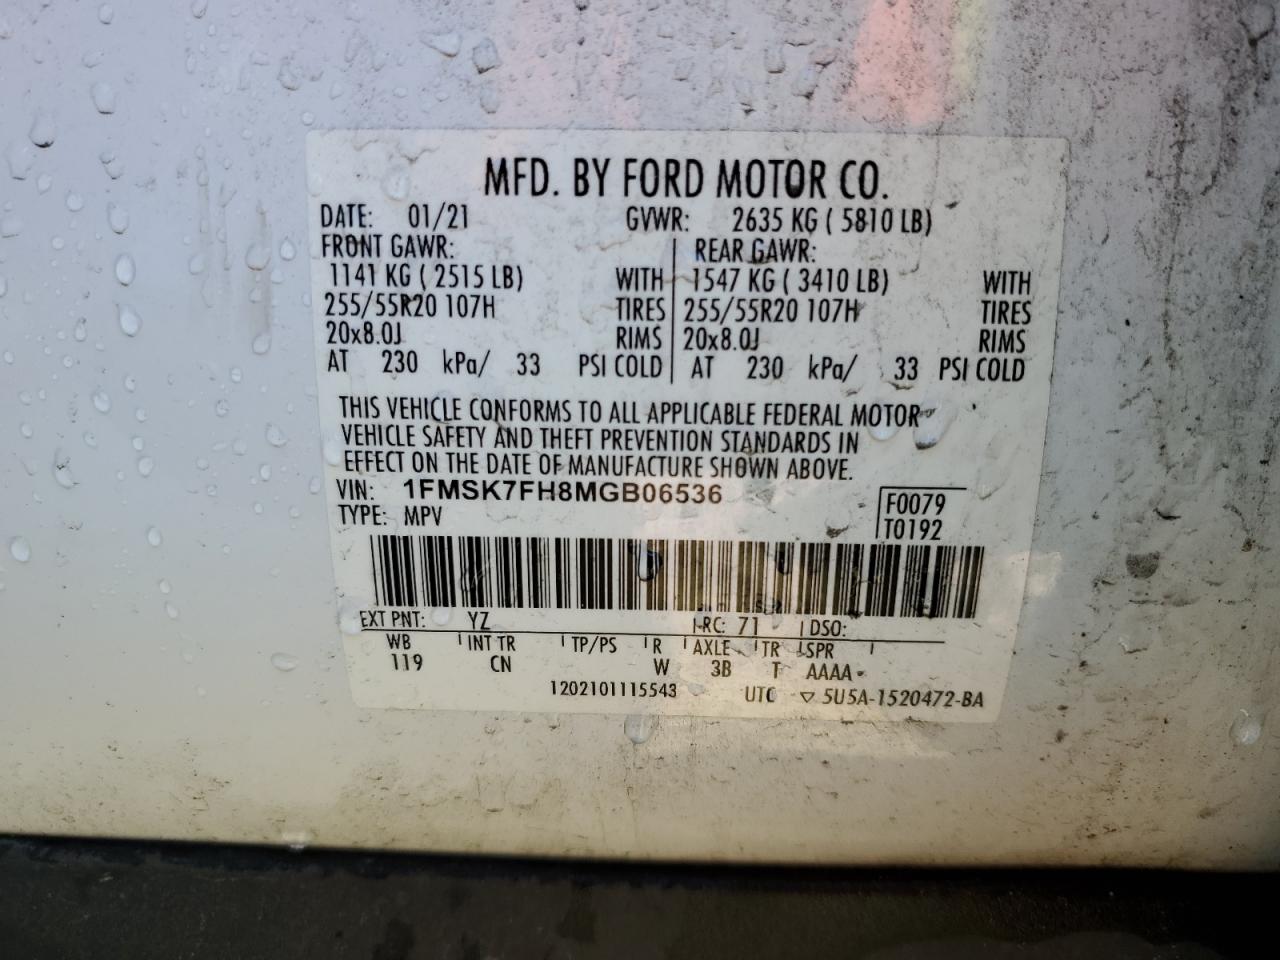 MFD. BY FORD MOTOR CO.
DATE: 01/21 GVWR: 2635 KG ( 5810 LB)
FRONT GAWR: REAR GAWR:
1141 KG ( 2515 LB) WITH 1547 KG ( 3410 LB) WITH
255/55R20 107H TIRES 255/55R20 107H TIRES
20x8.0J RIMS 20x8.0J RIMS
AT 230 kPa/ 33 PSI COLD AT 230 kPa/ 33 PSI COLD
THIS VEHICLE CONFORMS TO ALL APPLICABLE FEDERAL MOTOR
VEHICLE SAFETY AND THEFT PREVENTION STANDARDS IN
EFFECT ON THE DATE OF MANUFACTURE SHOWN ABOVE.
VIN: 1FMSK7FH8MGB06536
F0079
TYPE: MPV
T0192
EXT PNT: YZ RC: 71 DSO:
WB INT TR TP/PS R AXLE TR SPR
119 CN W 3B T AAAA
1202101115543 UTC ▽ 5U5A-1520472-BA